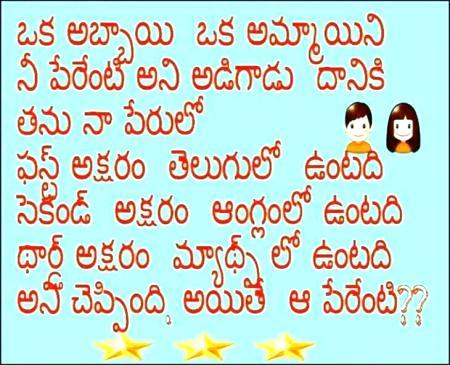 ఒక అబ్బాయి ఒక అమ్మాయిని
నీ పేరేంటి అని అడిగాడు దానికి
తను నా పేరులో
ఫస్ట్ అక్షరం తెలుగులో ఉంటది
సెకండ్ అక్షరం ఆంగ్లంలో ఉంటది
థార్డ్ అక్షరం మ్యాథ్స్ లో ఉంటది
అని చెప్పింది, అయితే ఆ పేరేంటి??